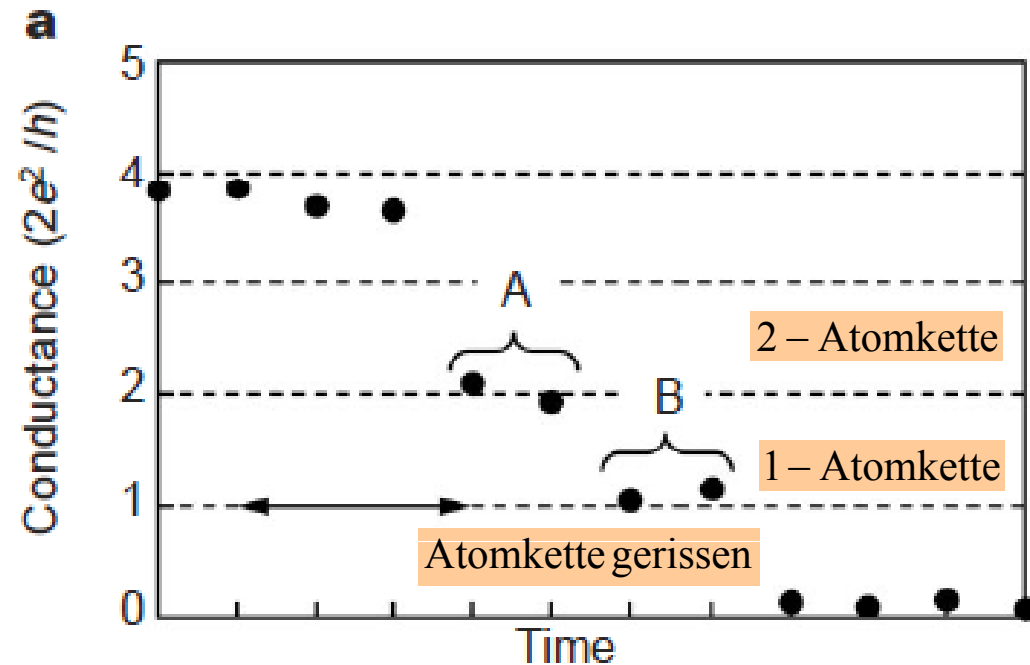 a
5
4
3
2
1
0
Conductance (2e² /h)
A
2 – Atomkette
B
1 – Atomkette
Atomkette gerissen
Time